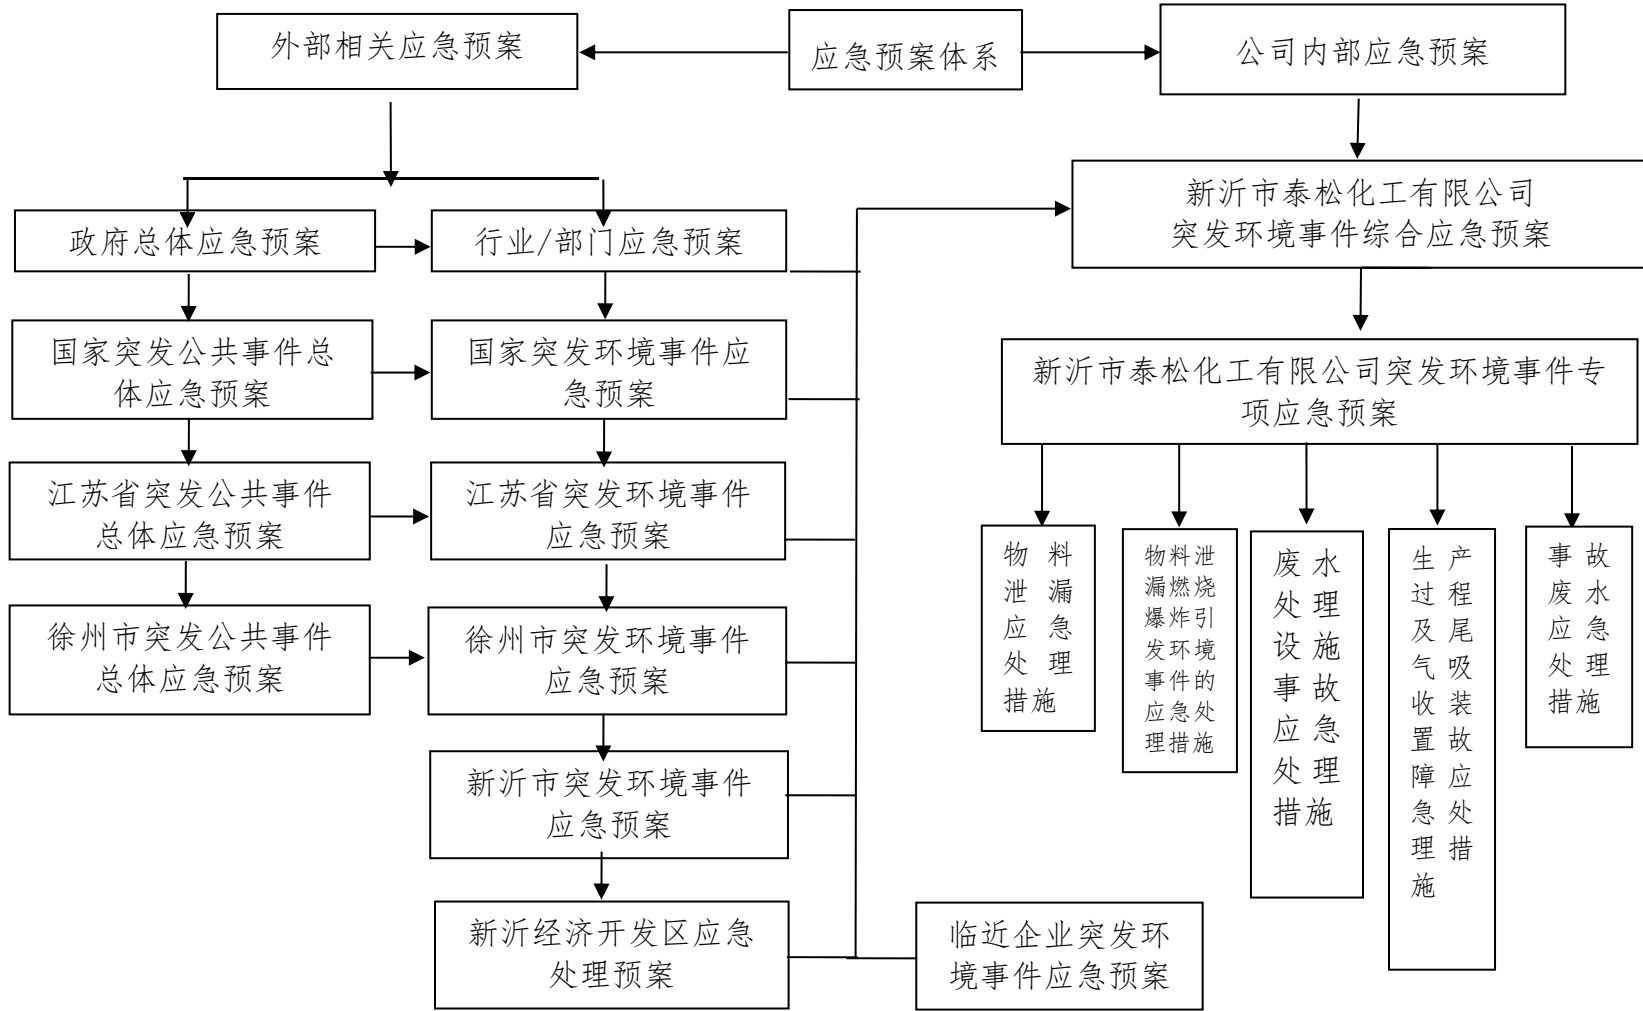 外部相关应急预案
应急预案体系
公司内部应急预案
新沂市泰松化工有限公司
突发环境事件综合应急预案
政府总体应急预案
行业/部门应急预案
国家突发公共事件总
体应急预案
国家突发环境事件应
急预案
新沂市泰松化工有限公司突发环境事件专
项应急预案
江苏省突发公共事件
总体应急预案
江苏省突发环境事件
应急预案
徐州市突发公共事件
总体应急预案
徐州市突发环境事件
应急预案
物料
泄漏
应急
处理
措施
物料泄
漏燃烧
爆炸引
发环境
事件的
应急处
理措施
废水
处理
设施
事故
应急
处理
措施
生产
过程
及尾
气吸
收装
置故
障应
急处
理措
施
事故
废水
应急
处理
措施
新沂市突发环境事件
应急预案
新沂经济开发区应急
处理预案
临近企业突发环
境事件应急预案